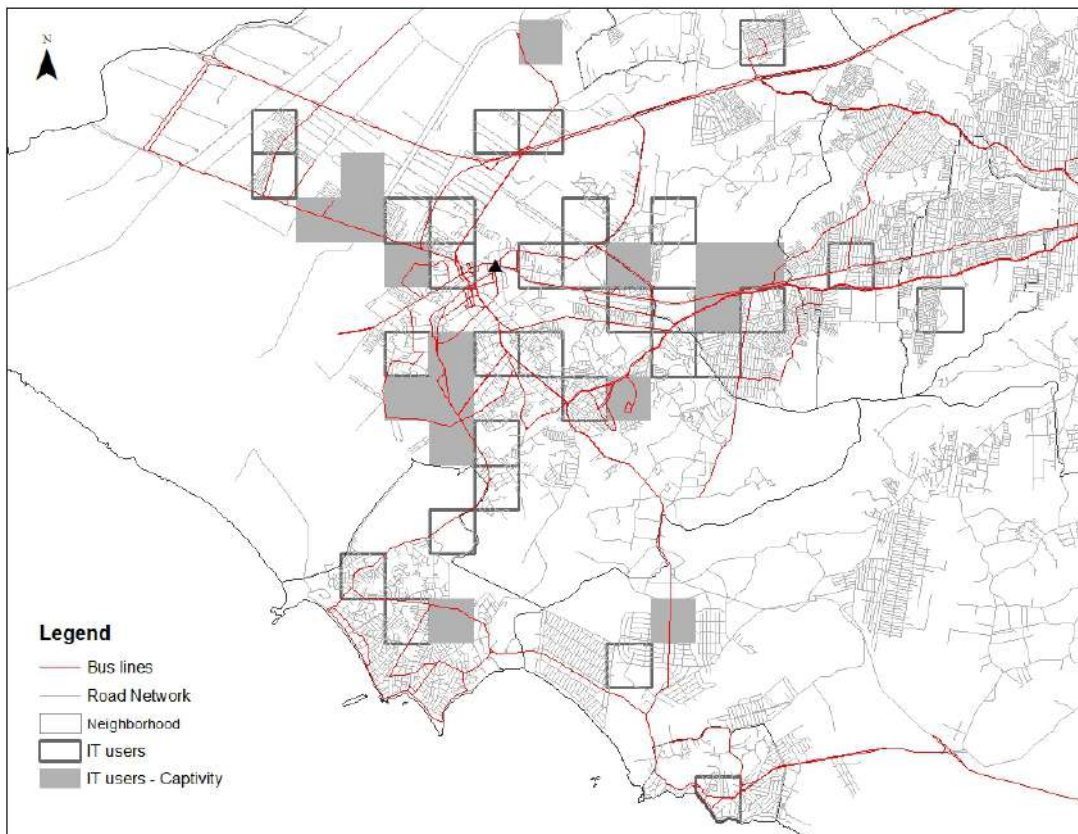 N
Legend
Bus lines
Road Network
Neighborhood
IT users
IT users - Captivity